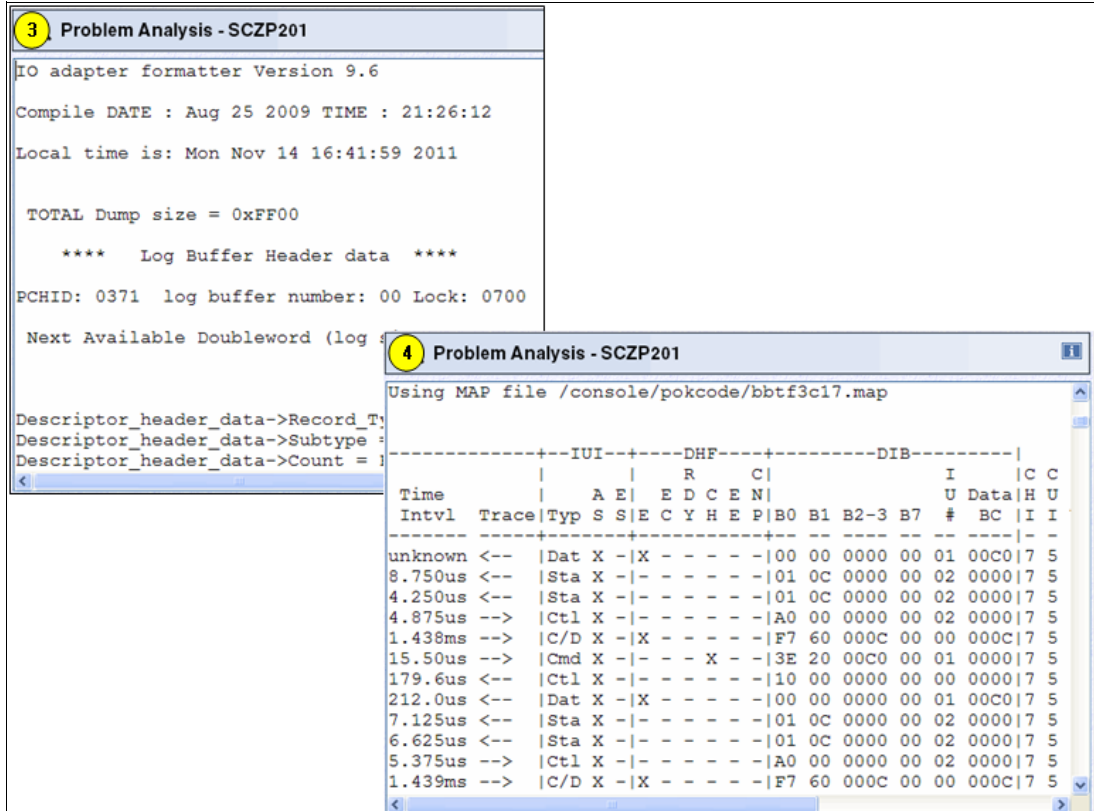 3 Problem Analysis - SCZP201
IO adapter formatter Version 9.6
Compile DATE : Aug 25 2009 TIME : 21:26:12
Local time is: Mon Nov 14 16:41:59 2011
TOTAL Dump size = 0xFF00
**** Log Buffer Header data ****
PCHID: 0371 log buffer number: 00 Lock: 0700
Next Available Doubleword (log
Descriptor_header_data->Record_Ty
Descriptor_header_data->Subtype =
Descriptor_header_data->Count =
4 Problem Analysis - SCZP201
Using MAP file /console/pokcode/bbtf3c17.map
--------------+--IUI--+----DHF----+---------DIB---------|
| | R C| I |C C
Time | A E| E D C E N| U Data|H U
Intvl Trace|Typ S S|E C Y H E P|B0 B1 B2-3 B7 # BC |I I
------- -----+-------+-----------+-- -- ---- -- -- ----|- -
unknown <-- |Dat X -|X - - - - -|00 00 0000 00 01 00C0|7 5
8.750us <-- |Sta X -|- - - - - -|01 0C 0000 00 02 0000|7 5
4.250us <-- |Sta X -|- - - - - -|01 0C 0000 00 02 0000|7 5
4.875us --> |Ctl X -|- - - - - -|A0 00 0000 00 02 0000|7 5
1.438ms --> |C/D X -|X - - - - -|F7 60 000C 00 00 000C|7 5
15.50us --> |Cmd X -|- - - X - -|3E 20 00C0 00 01 0000|7 5
179.6us <-- |Ctl X -|- - - - - -|10 00 0000 00 00 0000|7 5
212.0us <-- |Dat X -|X - - - - -|00 00 0000 00 01 00C0|7 5
7.125us <-- |Sta X -|- - - - - -|01 0C 0000 00 02 0000|7 5
6.625us <-- |Sta X -|- - - - - -|01 0C 0000 00 02 0000|7 5
5.375us <-- |Ctl X -|- - - - - -|A0 00 0000 00 02 0000|7 5
1.439ms --> |C/D X -|X - - - - -|F7 60 000C 00 00 000C|7 5